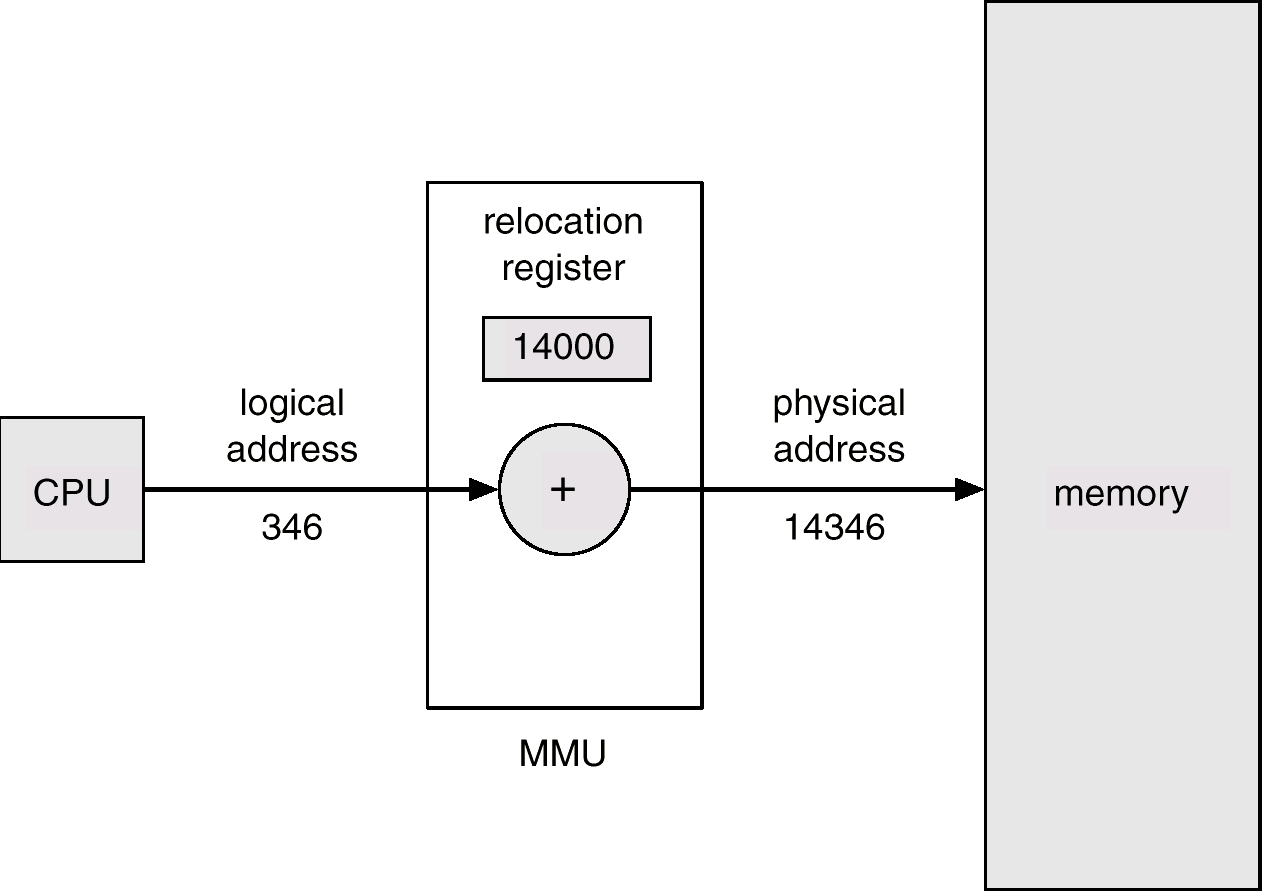 relocation
register
14000
logical
address
346
CPU
+
physical
address
14346
memory
MMU